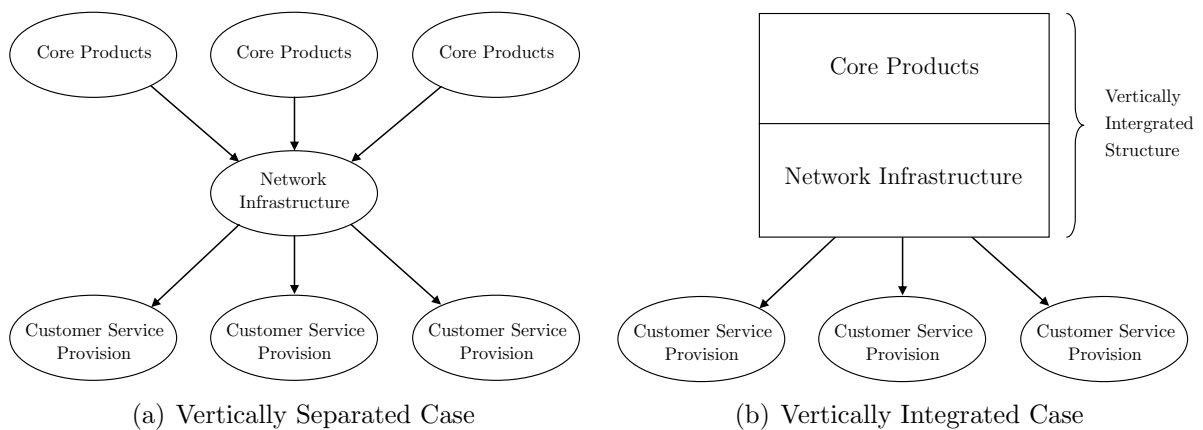 Core Products
Core Products
Core Products
Network
Infrastructure
Customer Service
Provision
Customer Service
Provision
Customer Service
Provision
(a) Vertically Separated Case
Core Products
Network Infrastructure
Vertically
Intergrated
Structure
Customer Service
Provision
Customer Service
Provision
Customer Service
Provision
(b) Vertically Integrated Case